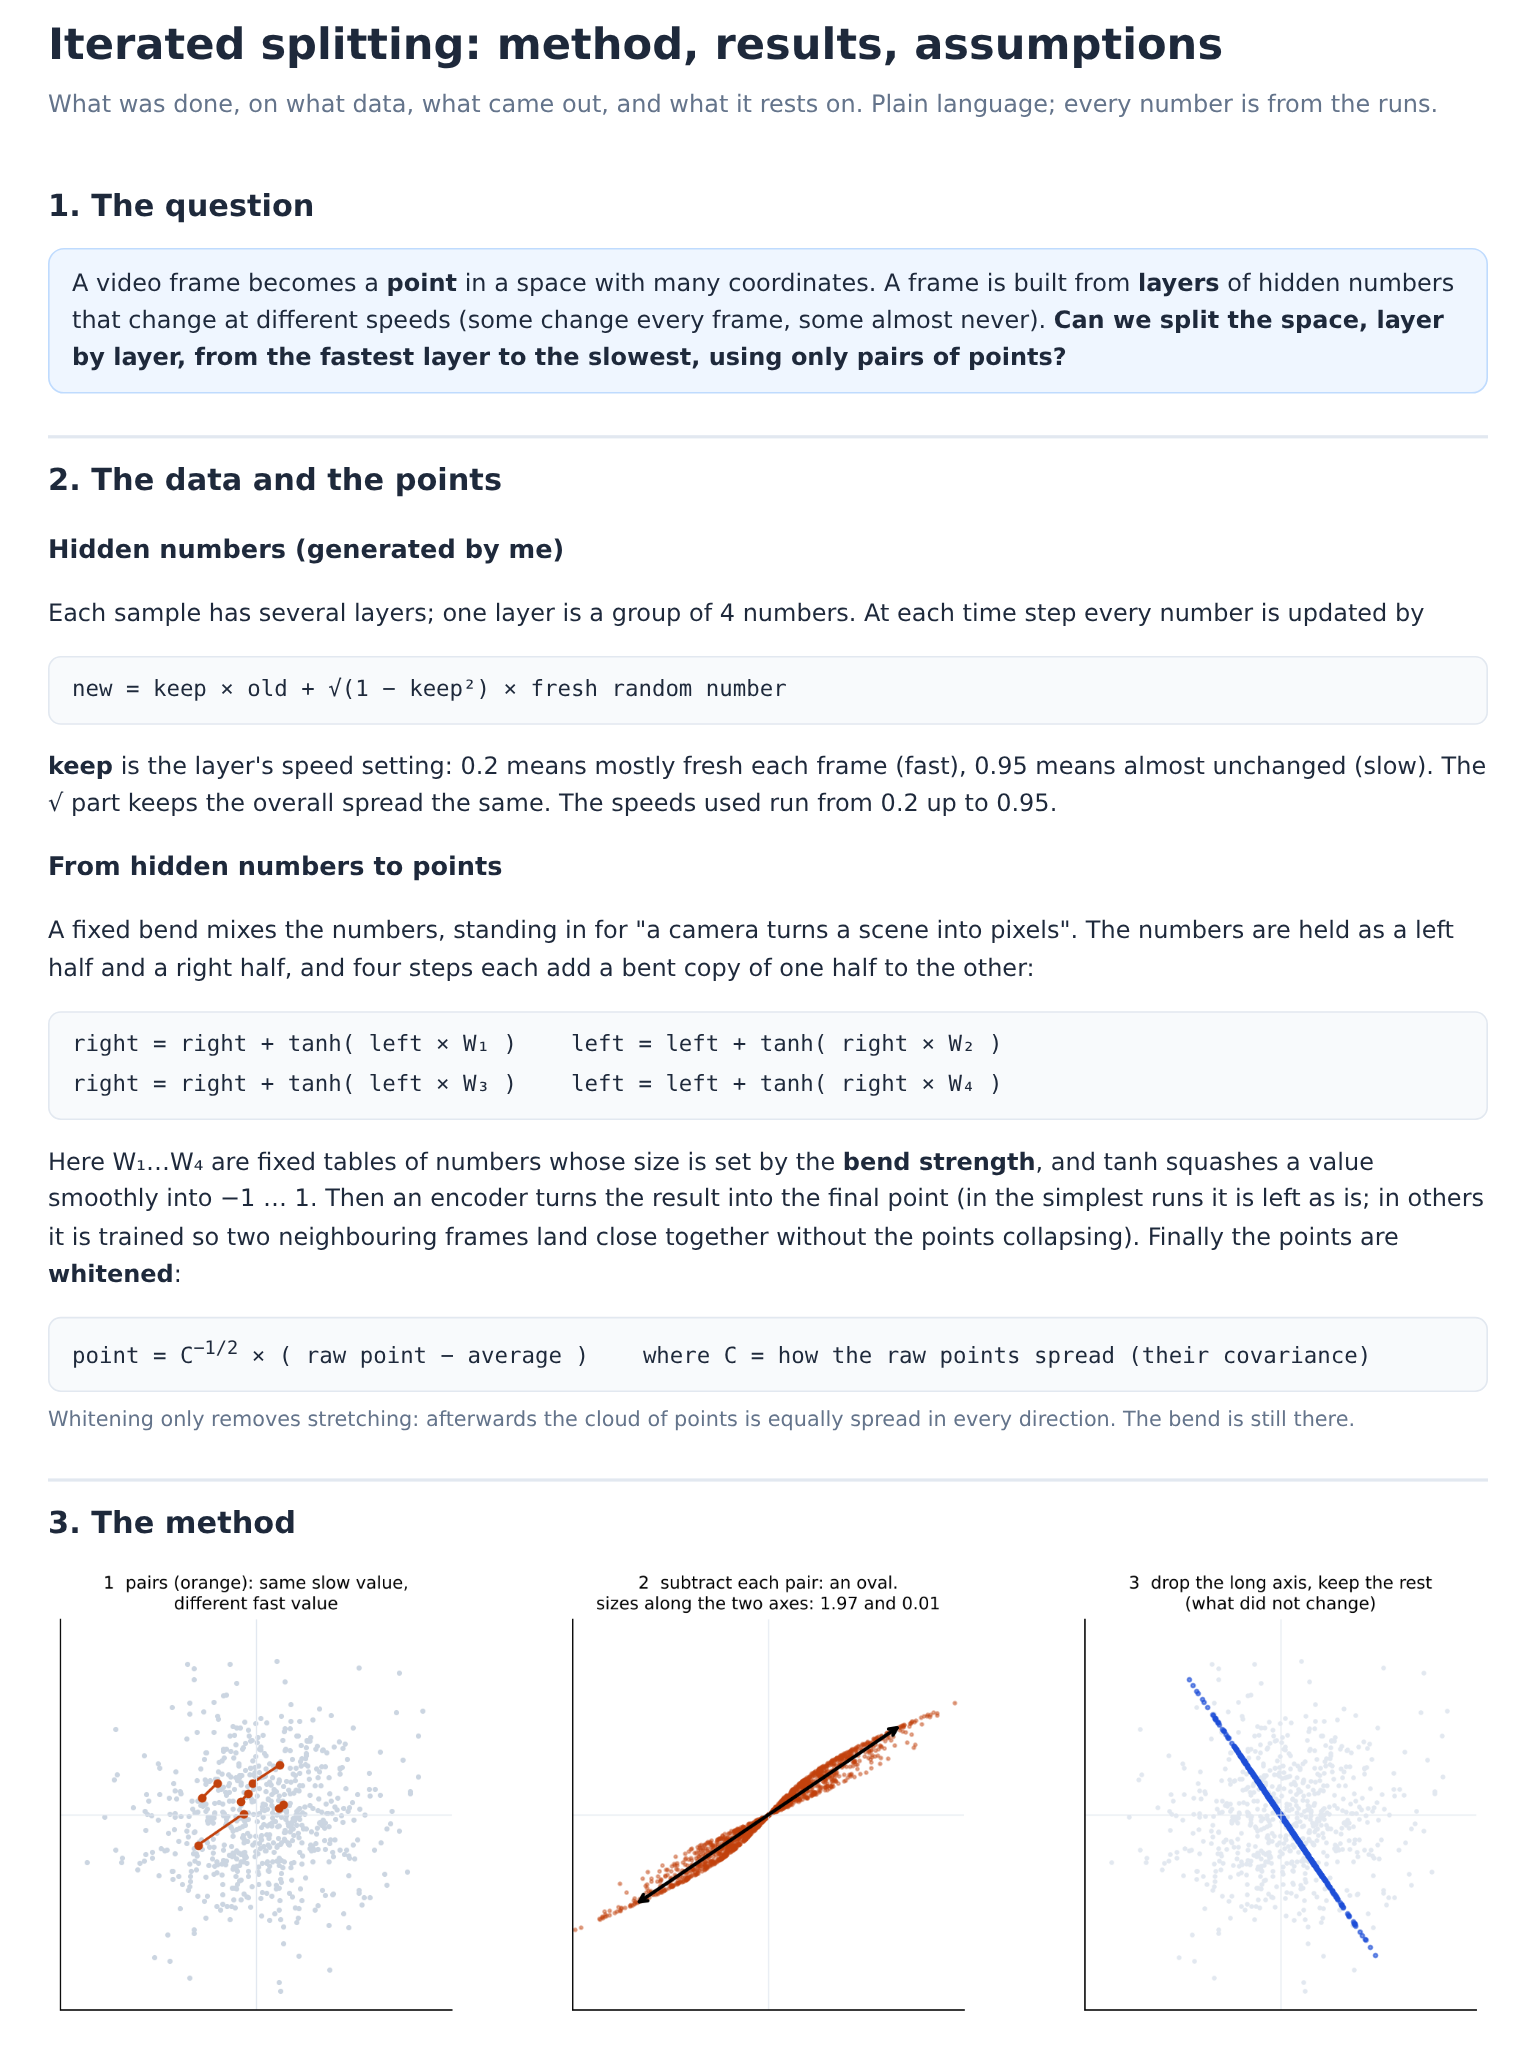 Iterated splitting: method, results, assumptions
What was done, on what data, what came out, and what it rests on. Plain language; every number is from the runs.
1. The question
A video frame becomes a point in a space with many coordinates. A frame is built from layers of hidden numbers
that change at different speeds (some change every frame, some almost never). Can we split the space, layer
by layer, from the fastest layer to the slowest, using only pairs of points?
2. The data and the points
Hidden numbers (generated by me)
Each sample has several layers; one layer is a group of 4 numbers. At each time step every number is updated by
new = keep × old + √(1 − keep²) × fresh random number
keep is the layer's speed setting: 0.2 means mostly fresh each frame (fast), 0.95 means almost unchanged (slow). The
√ part keeps the overall spread the same. The speeds used run from 0.2 up to 0.95.
From hidden numbers to points
A fixed bend mixes the numbers, standing in for "a camera turns a scene into pixels". The numbers are held as a left
half and a right half, and four steps each add a bent copy of one half to the other:
right = right + tanh( left × W₁ )    left = left + tanh( right × W₂ )
right = right + tanh( left × W₃ )    left = left + tanh( right × W₄ )
Here W₁…W₄ are fixed tables of numbers whose size is set by the bend strength, and tanh squashes a value
smoothly into −1 … 1. Then an encoder turns the result into the final point (in the simplest runs it is left as is; in others
it is trained so two neighbouring frames land close together without the points collapsing). Finally the points are
whitened:
point = C⁻¹/² × ( raw point − average )    where C = how the raw points spread (their covariance)
Whitening only removes stretching: afterwards the cloud of points is equally spread in every direction. The bend is still there.
3. The method
1  pairs (orange): same slow value,
different fast value
2  subtract each pair: an oval.
sizes along the two axes: 1.97 and 0.01
3  drop the long axis, keep the rest
(what did not change)